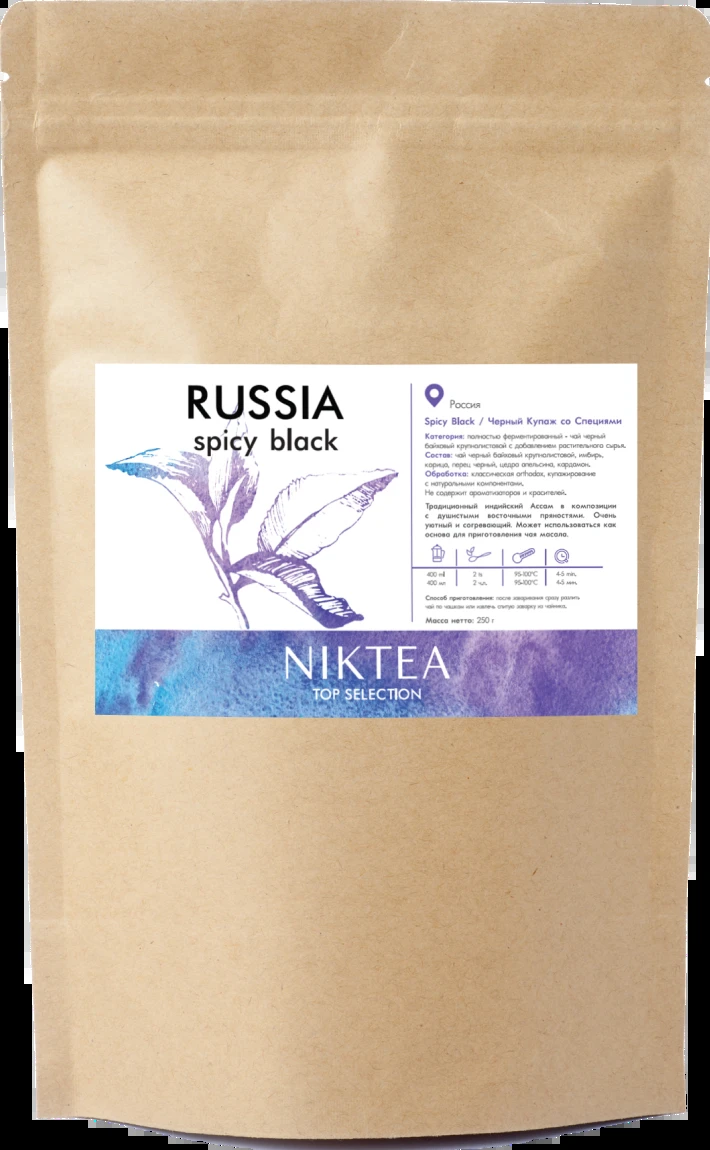 RUSSIA
spicy black
Россия
Spicy Black / Черный Купаж со Специями
Категория: полностью ферментированный - чай черный
байховый крупнолистовой с добавлением растительного сырья.
Состав: чай черный байховый крупнолистовой, имбирь,
корица, перец черный, цедра апельсина, кардамон.
Обработка: классическая orthodox, купажирование
с натуральными компонентами.
Не содержит ароматизаторов и красителей.
Традиционный индийский Ассам в композиции
с душистыми восточными пряностями. Очень
уютный и согревающий. Может использоваться как
основа для приготовления чая масала.
400 ml 2 ts 95-100°C 4-5 min.
400 мл 2 ч.л. 95-100°C 4-5 мин.
Способ приготовления: после заваривания сразу разлить
чай по чашкам или извлечь спитую заварку из чайника.
Масса нетто: 250 г
NIKTEA
TOP SELECTION